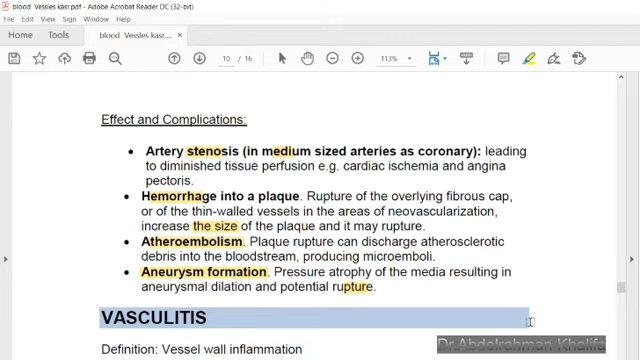 blood Vessles kasr.pdf - Adobe Acrobat Reader DC (32-bit)
File Edit View Sign Window Help
Home Tools blood Vessles kasr.... ×
10 / 16 113%
Effect and Complications:
• Artery stenosis (in medium sized arteries as coronary): leading
to diminished tissue perfusion e.g. cardiac ischemia and angina
pectoris.
• Hemorrhage into a plaque. Rupture of the overlying fibrous cap,
or of the thin-walled vessels in the areas of neovascularization,
increase the size of the plaque and it may rupture.
• Atheroembolism. Plaque rupture can discharge atherosclerotic
debris into the bloodstream, producing microemboli.
• Aneurysm formation. Pressure atrophy of the media resulting in
aneurysmal dilation and potential rupture.
VASCULITIS
Dr.Abdelrahman Khalifa
Definition: Vessel wall inflammation